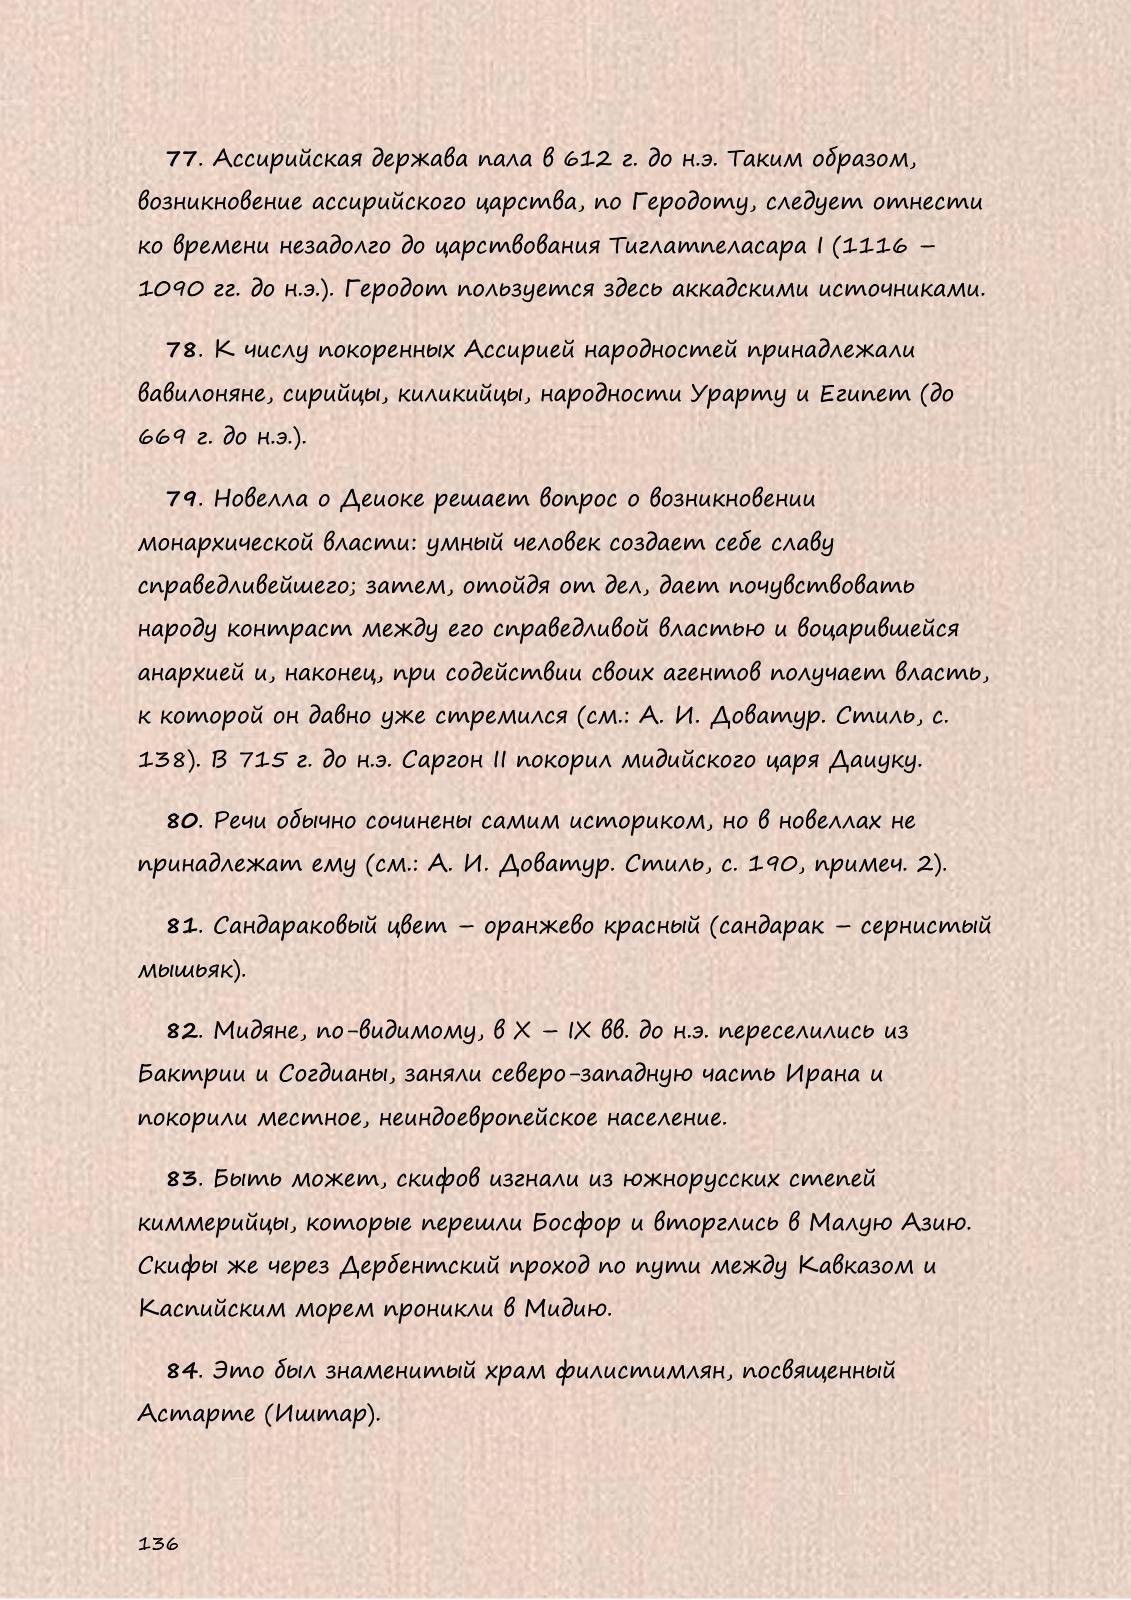 77. Ассирийская держава пала в 612 г. до н.э. Таким образом,
возникновение ассирийского царства, по Геродоту, следует отнести
ко времени незадолго до царствования Тиглатпеласара I (1116 –
1090 гг. до н.э.). Геродот пользуется здесь аккадскими источниками.
78. К числу покоренных Ассирией народностей принадлежали
вавилоняне, сирийцы, киликийцы, народности Урарту и Египет (до
669 г. до н.э.).
79. Новелла о Деиоке решает вопрос о возникновении
монархической власти: умный человек создает себе славу
справедливейшего; затем, отойдя от дел, дает почувствовать
народу контраст между его справедливой властью и воцарившейся
анархией и, наконец, при содействии своих агентов получает власть,
к которой он давно уже стремился (см.: А. И. Доватур. Стиль, с.
138). В 715 г. до н.э. Саргон II покорил мидийского царя Даиуку.
80. Речи обычно сочинены самим историком, но в новеллах не
принадлежат ему (см.: А. И. Доватур. Стиль, с. 190, примеч. 2).
81. Сандараковый цвет – оранжево красный (сандарак – сернистый
мышьяк).
82. Мидяне, по-видимому, в X – IX вв. до н.э. переселились из
Бактрии и Согдианы, заняли северо-западную часть Ирана и
покорили местное, неиндоевропейское население.
83. Быть может, скифов изгнали из южнорусских степей
киммерийцы, которые перешли Босфор и вторглись в Малую Азию.
Скифы же через Дербентский проход по пути между Кавказом и
Каспийским морем проникли в Мидию.
84. Это был знаменитый храм филистимлян, посвященный
Астарте (Иштар).
136